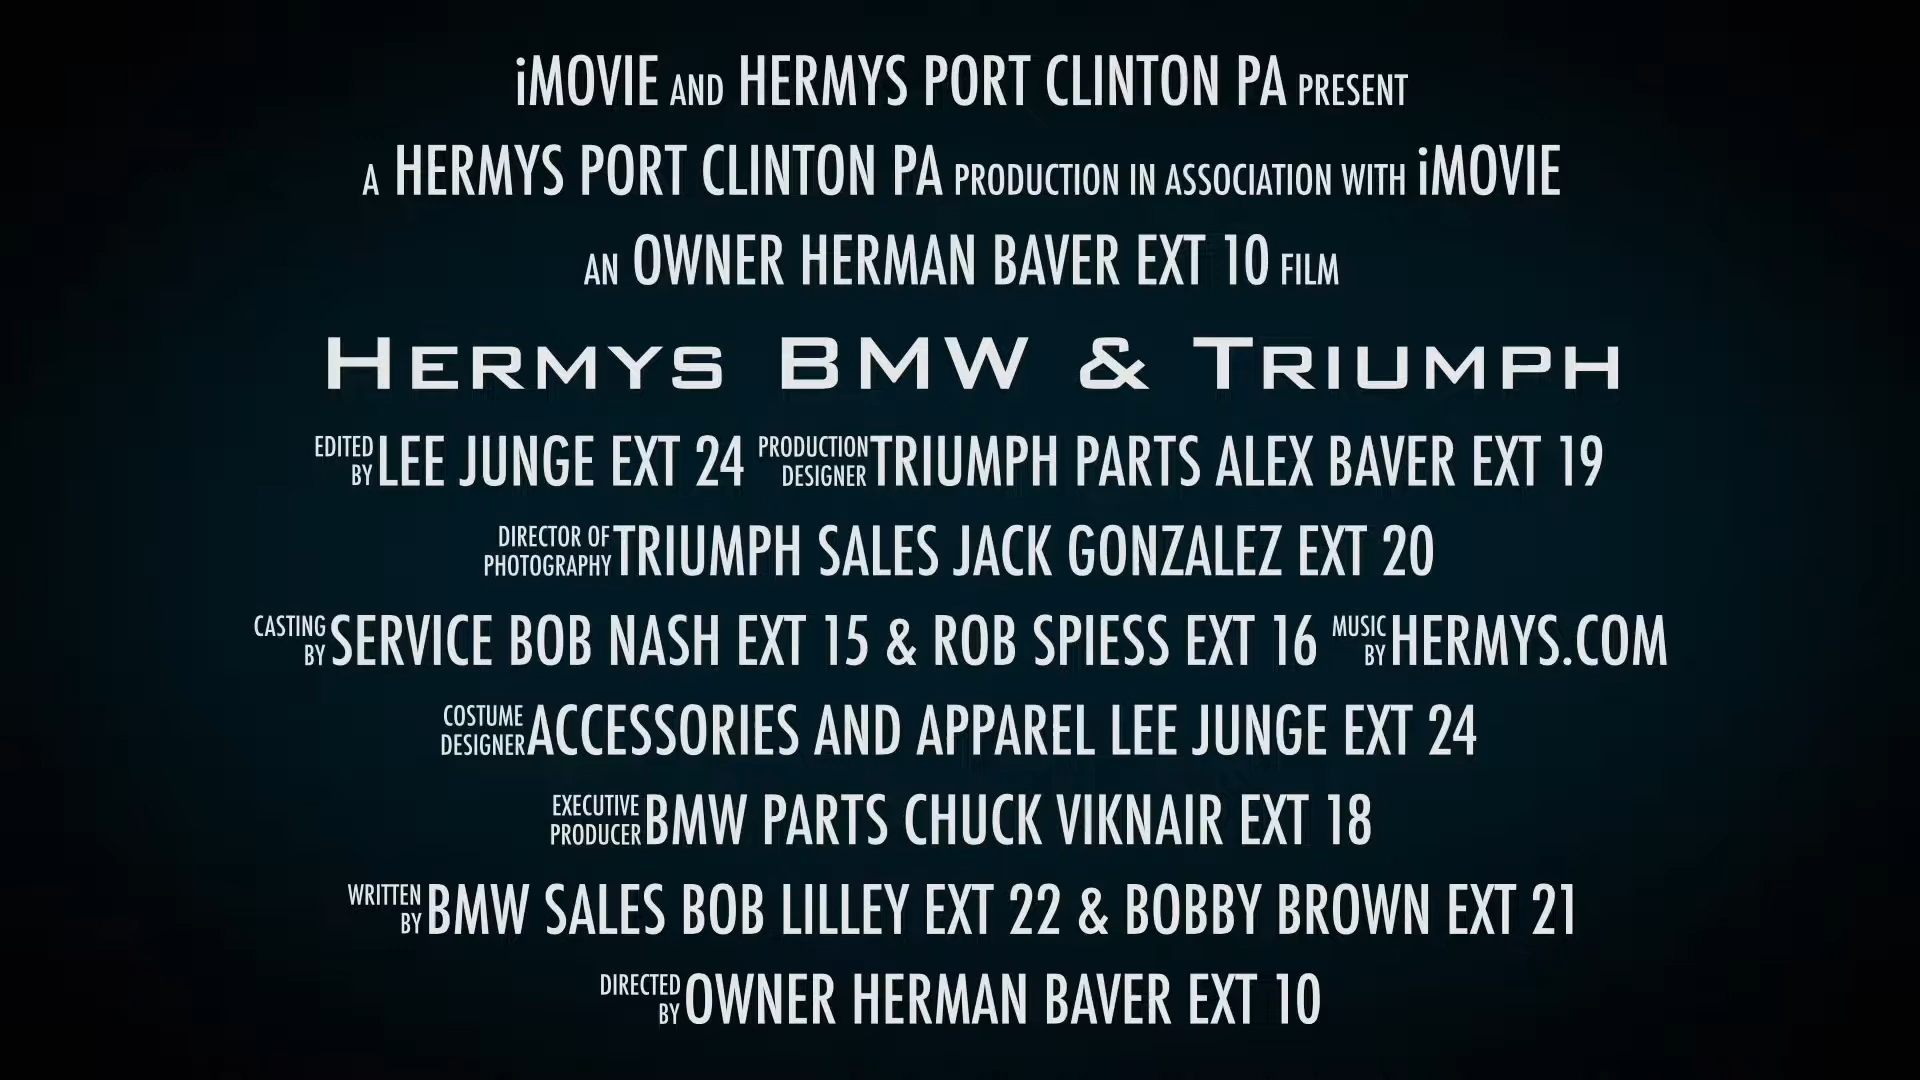 iMOVIE AND HERMYS PORT CLINTON PA PRESENT
A HERMYS PORT CLINTON PA PRODUCTION IN ASSOCIATION WITH iMOVIE
AN OWNER HERMAN BAVER EXT 10 FILM
HERMYS BMW & TRIUMPH
EDITED BY LEE JUNGE EXT 24 PRODUCTION DESIGNER TRIUMPH PARTS ALEX BAVER EXT 19
DIRECTOR OF PHOTOGRAPHY TRIUMPH SALES JACK GONZALEZ EXT 20
CASTING BY SERVICE BOB NASH EXT 15 & ROB SPIESS EXT 16 MUSIC BY HERMYS.COM
COSTUME DESIGNER ACCESSORIES AND APPAREL LEE JUNGE EXT 24
EXECUTIVE PRODUCER BMW PARTS CHUCK VIKNAIR EXT 18
WRITTEN BY BMW SALES BOB LILLEY EXT 22 & BOBBY BROWN EXT 21
DIRECTED BY OWNER HERMAN BAVER EXT 10